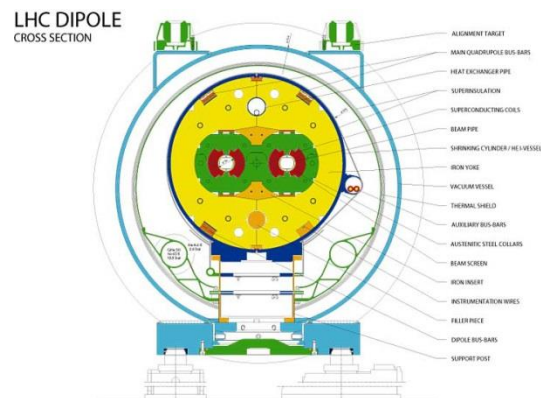 LHC DIPOLE
CROSS SECTION
ALIGNMENT TARGET
MAIN QUADRUPOLE BUS-BARS
HEAT EXCHANGER PIPE
SUPERINSULATION
SUPERCONDUCTING COILS
BEAM PIPE
SHRINKING CYLINDER / HE I-VESSEL
IRON YOKE
VACUUM VESSEL
THERMAL SHIELD
AUXILIARY BUS-BARS
AUSTENITIC STEEL COLLARS
BEAM SCREEN
IRON INSERT
INSTRUMENTATION WIRES
FILLER PIECE
DIPOLE BUS-BARS
SUPPORT POST